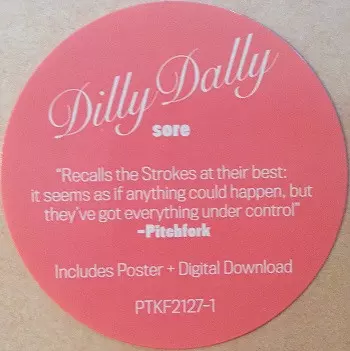 Dilly Dally
sore
"Recalls the Strokes at their best:
it seems as if anything could happen, but
they've got everything under control"
-Pitchfork
Includes Poster + Digital Download
PTKF2127-1